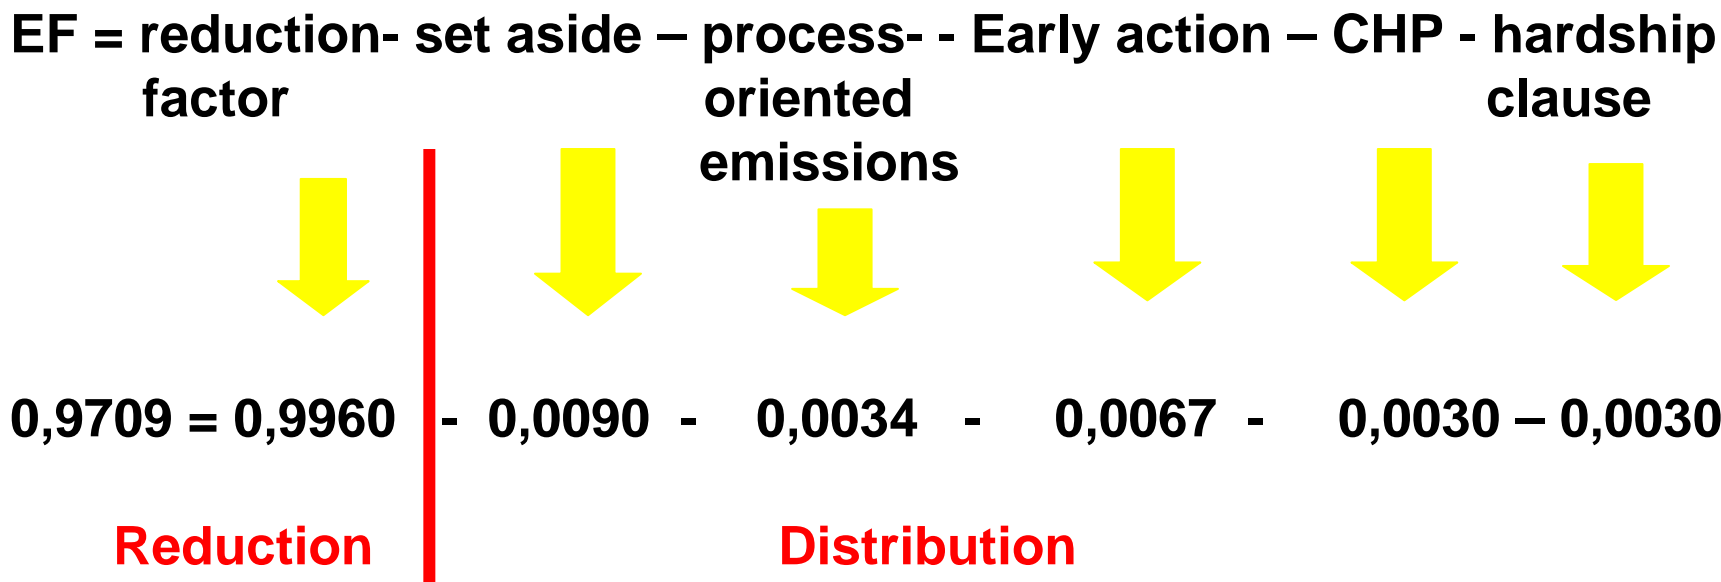 EF = reduction- set aside – process- - Early action – CHP - hardship
factor oriented clause
emissions
0,9709 = 0,9960 - 0,0090 - 0,0034 - 0,0067 - 0,0030 – 0,0030
Reduction Distribution